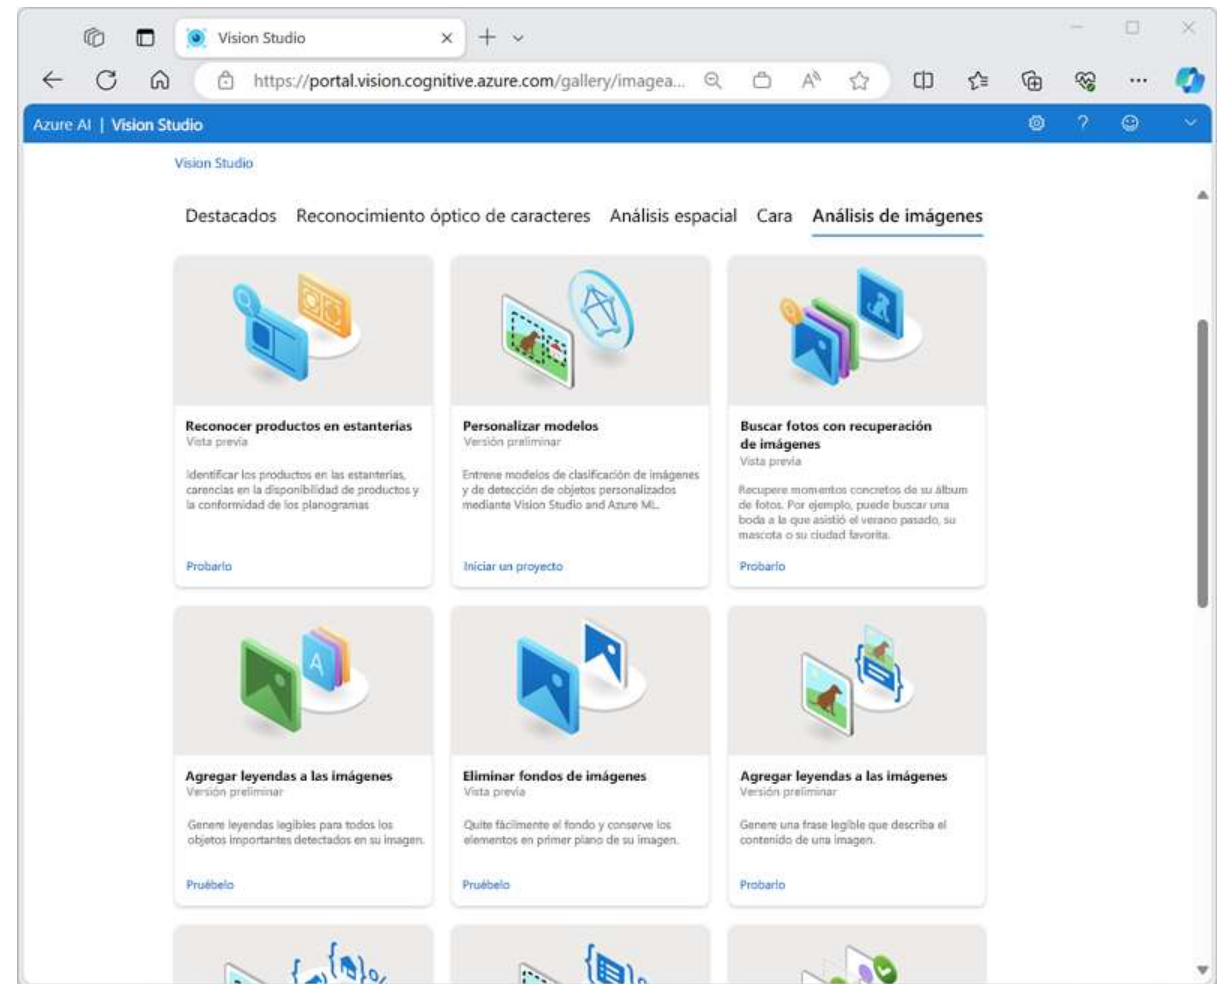 Vision Studio
https://portal.vision.cognitive.azure.com/gallery/imagea...
Azure AI | Vision Studio
Vision Studio
Destacados Reconocimiento óptico de caracteres Análisis espacial Cara Análisis de imágenes
Reconocer productos en estanterías
Vista previa
Identificar los productos en las estanterías,
carencias en la disponibilidad de productos y
la conformidad de los planogramas
Probarlo
Personalizar modelos
Versión preliminar
Entrene modelos de clasificación de imágenes
y de detección de objetos personalizados
mediante Vision Studio and Azure ML.
Iniciar un proyecto
Buscar fotos con recuperación
de imágenes
Vista previa
Recupere momentos concretos de su álbum
de fotos. Por ejemplo, puede buscar una
boda a la que asistió el verano pasado, su
mascota o su ciudad favorita.
Probarlo
A
Agregar leyendas a las imágenes
Versión preliminar
Genere leyendas legibles para todos los
objetos importantes detectados en su imagen.
Pruébelo
Eliminar fondos de imágenes
Vista previa
Quite fácilmente el fondo y conserve los
elementos en primer plano de su imagen.
Pruébelo
Agregar leyendas a las imágenes
Versión preliminar
Genere una frase legible que describa el
contenido de una imagen.
Probarlo